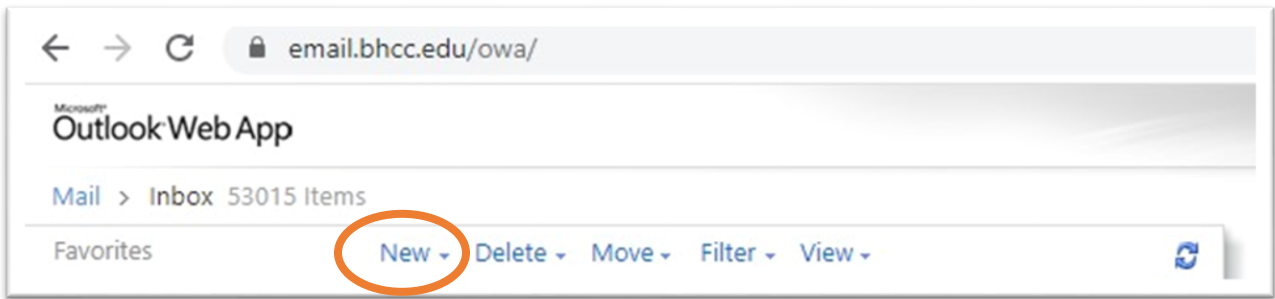 email.bhcc.edu/owa/
Microsoft®
Outlook Web App
Mail > Inbox 53015 Items
Favorites New Delete Move Filter View